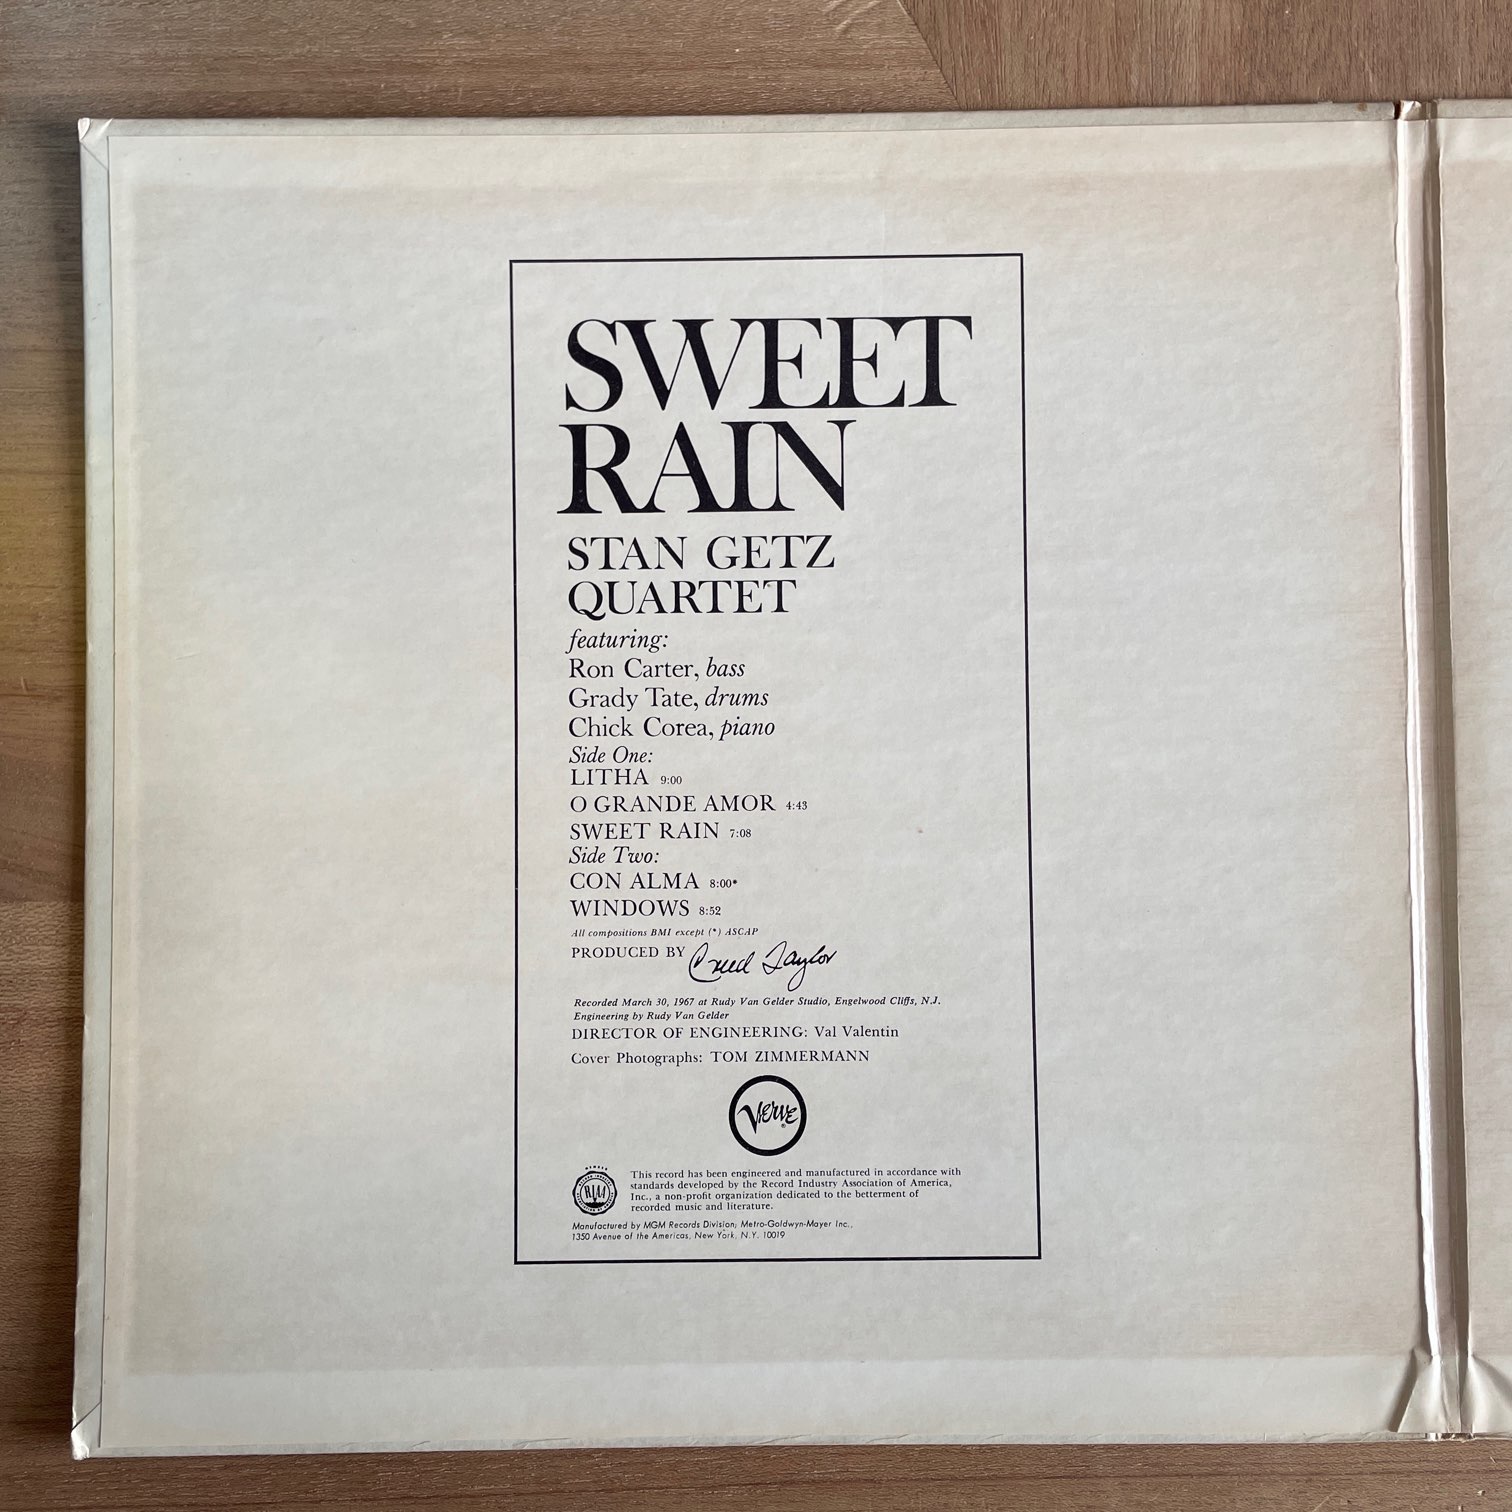 SWEET
RAIN
STAN GETZ
QUARTET
featuring:
Ron Carter, bass
Grady Tate, drums
Chick Corea, piano
Side One:
LITHA 9:00
O GRANDE AMOR 4:43
SWEET RAIN 7:08
Side Two:
CON ALMA 8:00*
WINDOWS 8:52
All compositions BMI except (*) ASCAP
PRODUCED BY Creed Taylor
Recorded March 30, 1967 at Rudy Van Gelder Studio, Engelwood Cliffs, N.J.
Engineering by Rudy Van Gelder
DIRECTOR OF ENGINEERING: Val Valentin
Cover Photographs: TOM ZIMMERMANN
Verve®
MEMBER
This record has been engineered and manufactured in accordance with
standards developed by the Record Industry Association of America,
Inc., a non-profit organization dedicated to the betterment of
recorded music and literature.
Manufactured by MGM Records Division; Metro-Goldwyn-Mayer Inc.,
1350 Avenue of the Americas, New York, N.Y. 10019